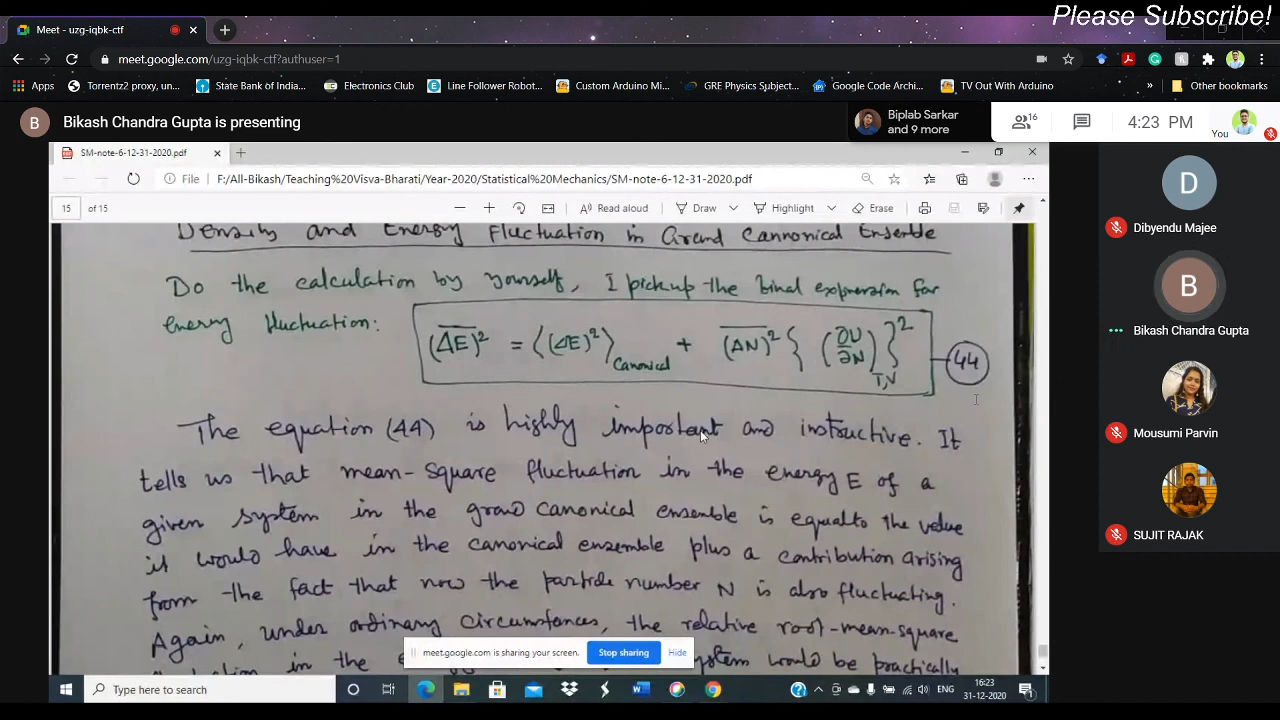 Please Subscribe!
Meet - uzg-iqbk-ctf
meet.google.com/uzg-iqbk-ctf?authuser=1
Apps Torrentz2 proxy, un... State Bank of India... Electronics Club Line Follower Robot... Custom Arduino Mi... GRE Physics Subject... Google Code Archi... TV Out With Arduino » Other bookmarks
B Bikash Chandra Gupta is presenting
Biplab Sarkar
and 9 more
16
4:23 PM
You
SM-note-6-12-31-2020.pdf
File F:/All-Bikash/Teaching%20Visva-Bharati/Year-2020/Statistical%20Mechanics/SM-note-6-12-31-2020.pdf
15 of 15 Read aloud Draw Highlight Erase
Density and Energy Fluctuation in Grand Cannonical Ensemble
Do the calculation by yourself, I pickup the final expression for
energy fluctuation:
(ΔE)² = ⟨(ΔE)²⟩Canonical + (ΔN)² { (∂U/∂N)T,V }² 44
The equation (44) is highly important and instructive. It
tells us that mean-square fluctuation in the energy E of a
given system in the grand canonical ensemble is equal to the value
it would have in the canonical ensemble plus a contribution arising
from the fact that now the particle number N is also fluctuating.
Again, under ordinary circumstances, the relative root-mean-square
in the system would be practically
meet.google.com is sharing your screen. Stop sharing Hide
D
Dibyendu Majee
B
Bikash Chandra Gupta
Mousumi Parvin
SUJIT RAJAK
Type here to search
ENG
16:23
31-12-2020
1